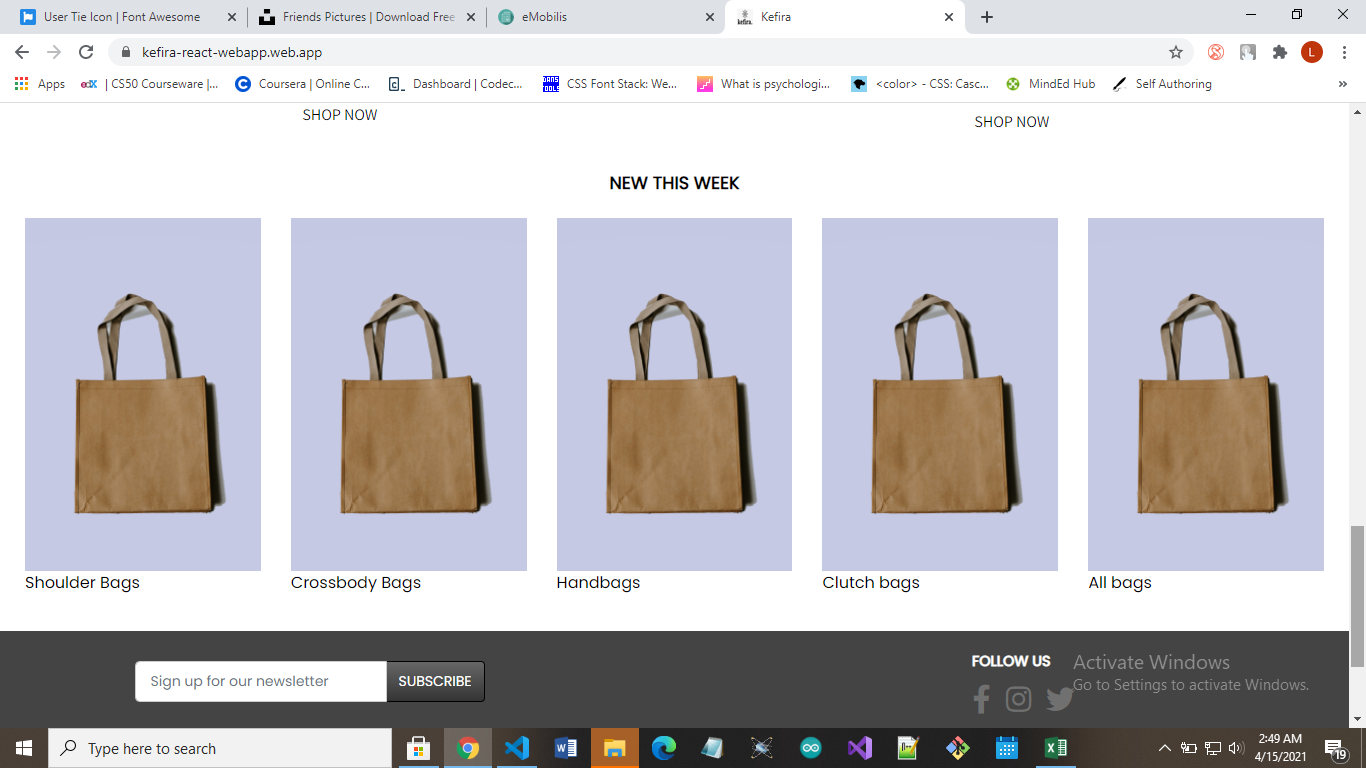 User Tie Icon | Font Awesome
Friends Pictures | Download Free
eMobilis
kefira.
Kefira
kefira-react-webapp.web.app
L
Apps
edX | CS50 Courseware |...
Coursera | Online C...
Dashboard | Codec...
CSS Font Stack: We...
What is psychologi...
<color> - CSS: Casc...
MindEd Hub
Self Authoring
»
SHOP NOW
SHOP NOW
NEW THIS WEEK
Shoulder Bags
Crossbody Bags
Handbags
Clutch bags
All bags
Sign up for our newsletter
SUBSCRIBE
FOLLOW US
Activate Windows
Go to Settings to activate Windows.
Type here to search
2:49 AM
4/15/2021
19